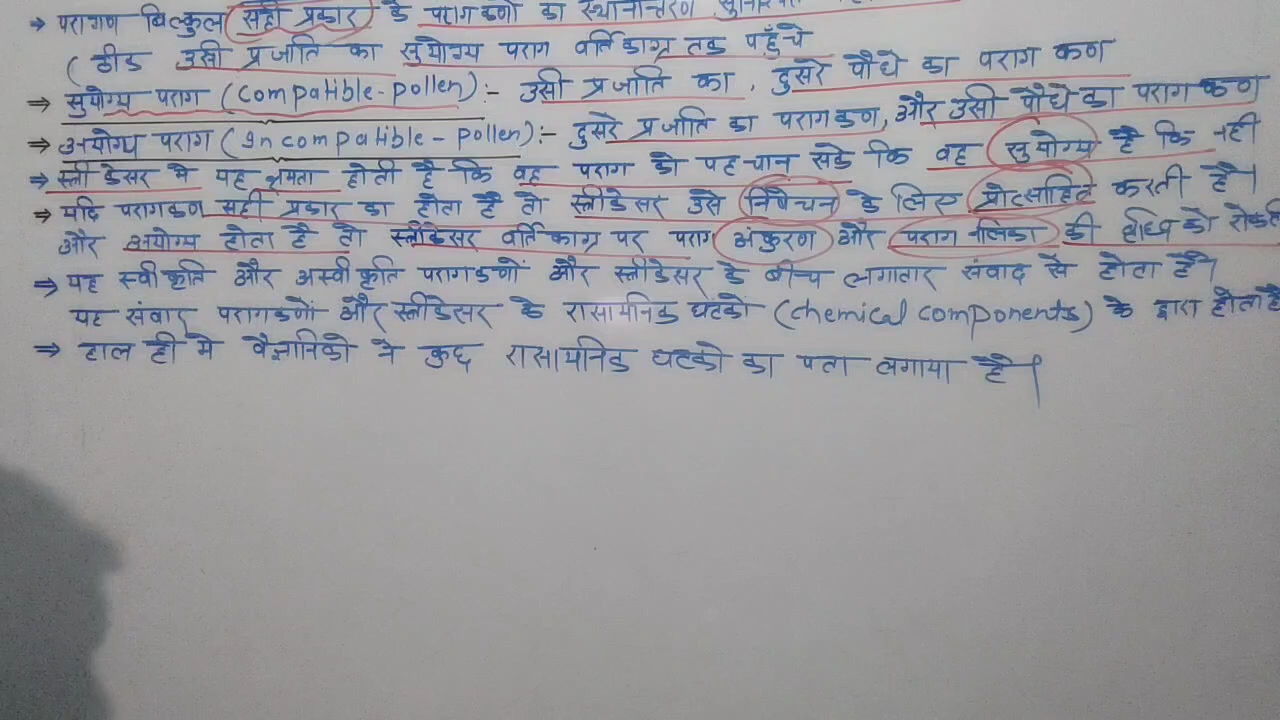 → परागण बिल्कुल सही प्रकार के परागकणों का स्थानान्तरण
( ठीक उसी प्रजाति का सुयोग्य पराग वर्तिकाग्र तक पहुँचे
⇒ सुयोग्य पराग (compatible-pollen):- उसी प्रजाति का, दुसरे पौधे का पराग कण
⇒ अयोग्य पराग (Incompatible-pollen):- दुसरे प्रजाति का परागकण, और उसी पौधे का पराग कण
⇒ स्त्रीकेसर मे यह क्षमता होती है कि वह पराग को पहचान सके कि वह सुयोग्य है कि नही
⇒ यदि परागकण सही प्रकार का होता है तो स्त्रीकेसर उसे निषेचन के लिए प्रोत्साहित करती है।
और अयोग्य होता है तो स्त्रीकेसर वर्तिकाग्र पर पराग अंकुरण और पराग नलिका की वृध्दि को रोकती
⇒ यह स्वीकृति और अस्वीकृति परागकणों और स्त्रीकेसर के बीच लगातार संवाद से होता है।
यह संवाद परागकणों और स्त्रीकेसर के रासायनिक घटकों (chemical components) के द्वारा होता है
⇒ हाल ही मे वैज्ञानिको ने कुछ रासायनिक घटको का पता लगाया है।